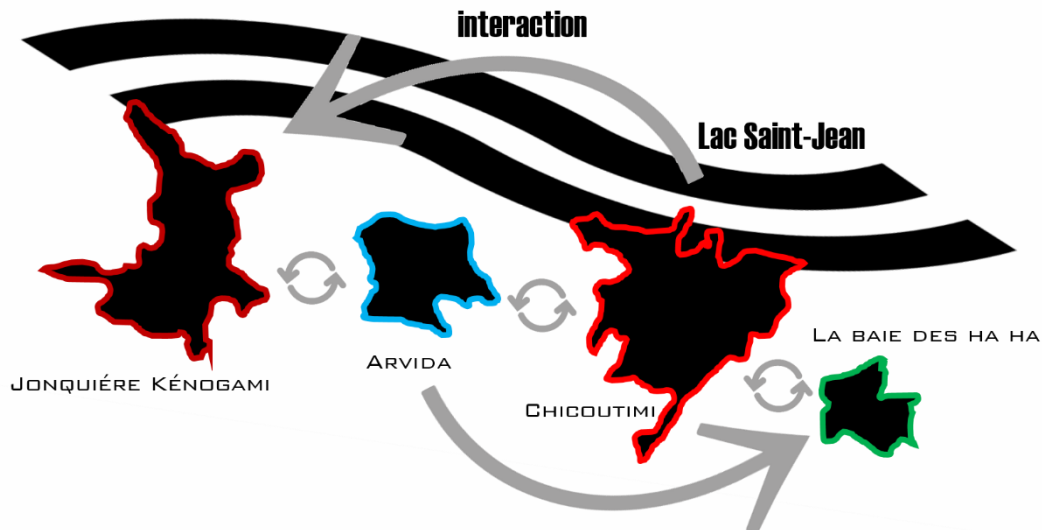 interaction
Lac Saint-Jean
La baie des ha ha
Arvida
Jonquiére Kénogami
Chicoutimi